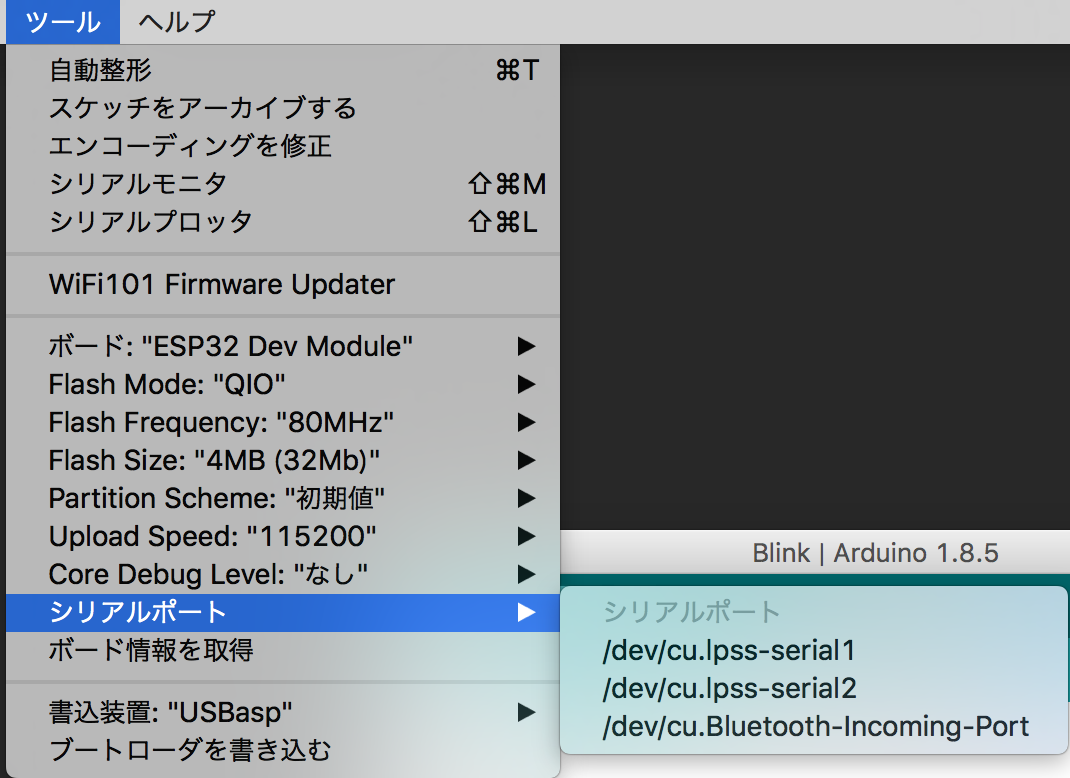 ツール ヘルプ
自動整形 ⌘T
スケッチをアーカイブする
エンコーディングを修正
シリアルモニタ ⇧⌘M
シリアルプロッタ ⇧⌘L
WiFi101 Firmware Updater
ボード: "ESP32 Dev Module"
Flash Mode: "QIO"
Flash Frequency: "80MHz"
Flash Size: "4MB (32Mb)"
Partition Scheme: "初期値"
Upload Speed: "115200"
Core Debug Level: "なし"
シリアルポート
ボード情報を取得
書込装置: "USBasp"
ブートローダを書き込む
Blink | Arduino 1.8.5
シリアルポート
/dev/cu.lpss-serial1
/dev/cu.lpss-serial2
/dev/cu.Bluetooth-Incoming-Port